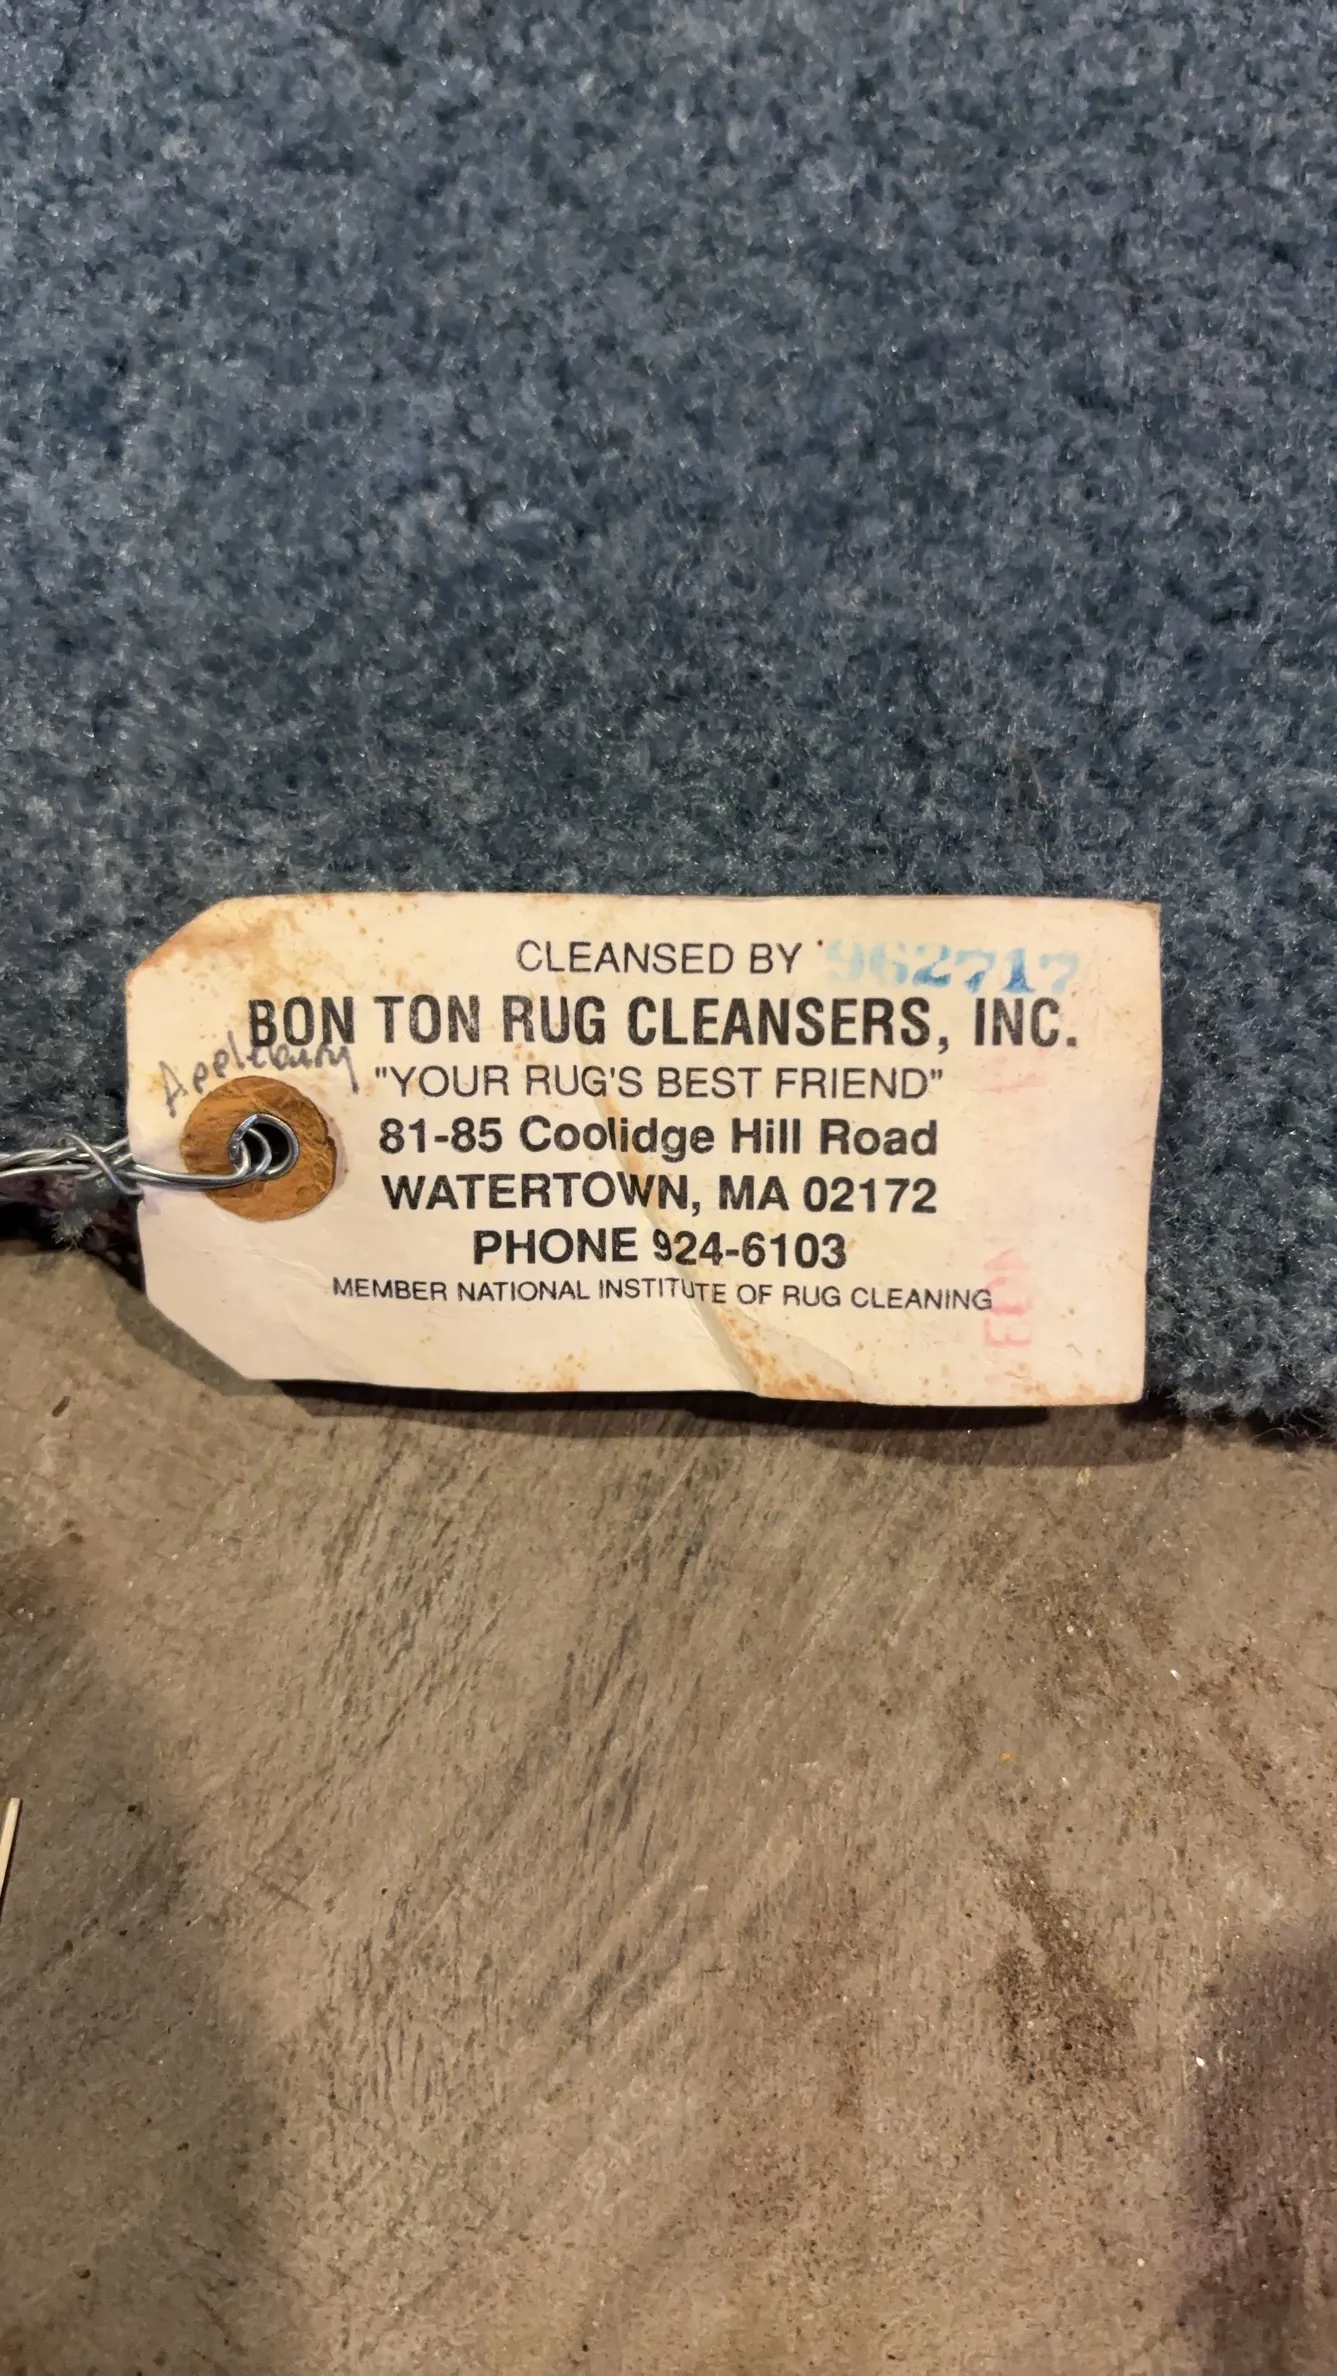 CLEANSED BY 962717
BON TON RUG CLEANSERS, INC.
Applebury
"YOUR RUG'S BEST FRIEND"
81-85 Coolidge Hill Road
WATERTOWN, MA 02172
PHONE 924-6103
MEMBER NATIONAL INSTITUTE OF RUG CLEANING